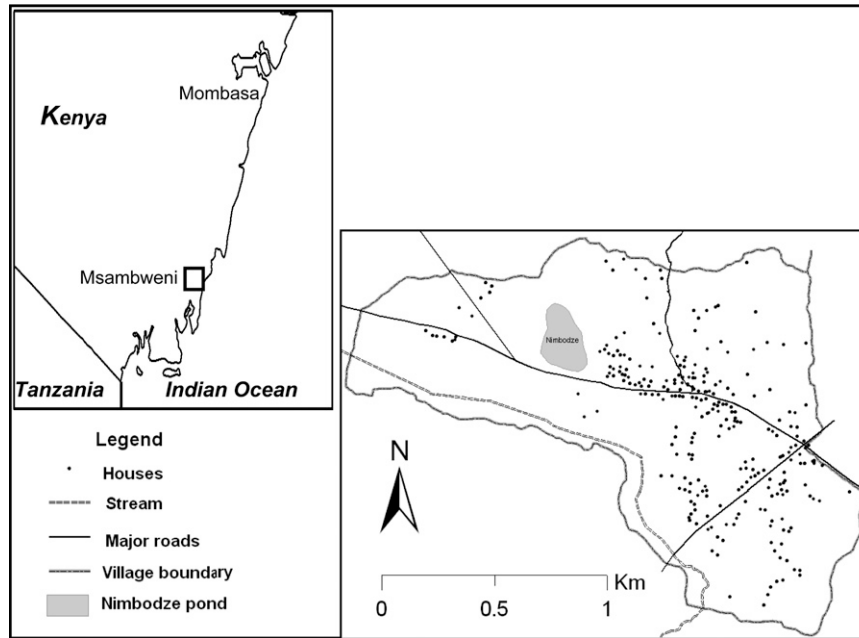 Mombasa
Kenya
Msambweni
Tanzania
Indian Ocean
Nimbodze
Legend
Houses
Stream
Major roads
Village boundary
Nimbodze pond
N
Km
0 0.5 1